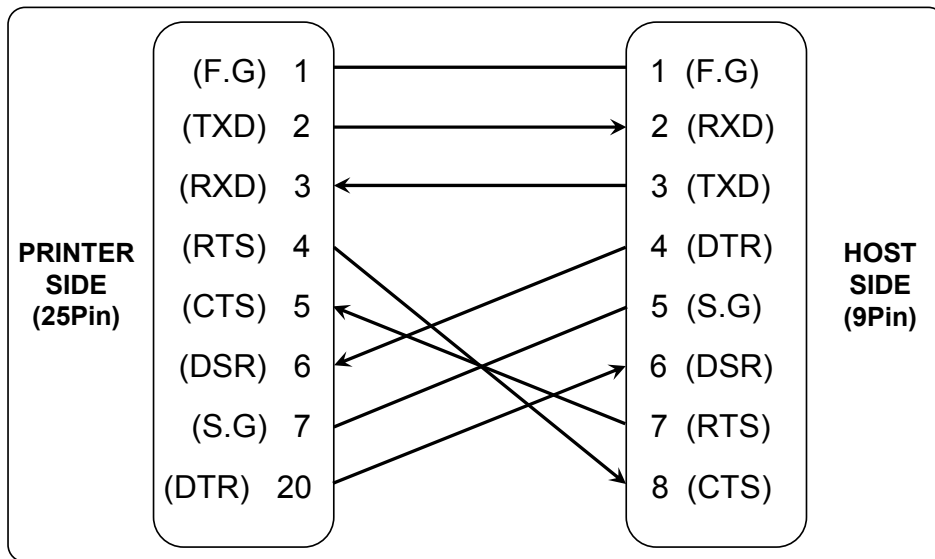 PRINTER
SIDE
(25Pin)
(F.G) 1
(TXD) 2
(RXD) 3
(RTS) 4
(CTS) 5
(DSR) 6
(S.G) 7
(DTR) 20
1 (F.G)
2 (RXD)
3 (TXD)
4 (DTR)
5 (S.G)
6 (DSR)
7 (RTS)
8 (CTS)
HOST
SIDE
(9Pin)